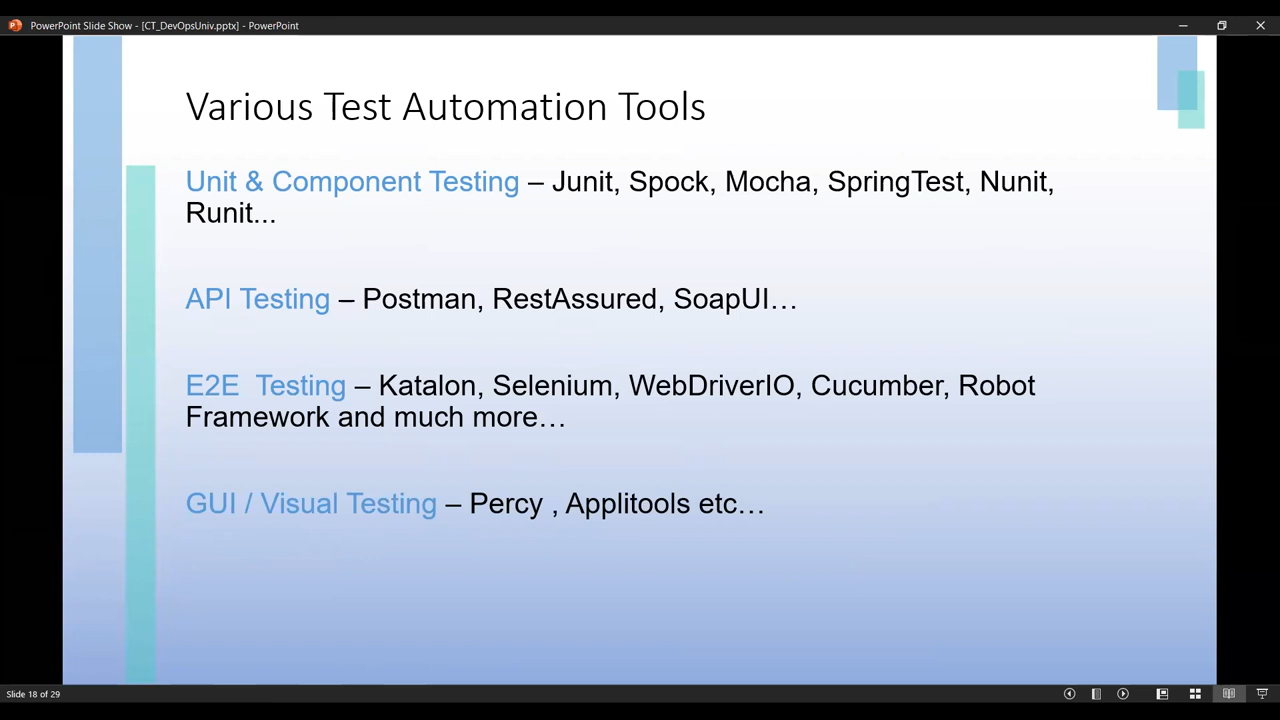 PowerPoint Slide Show - [CT_DevOpsUniv.pptx] - PowerPoint
Various Test Automation Tools
Unit & Component Testing – Junit, Spock, Mocha, SpringTest, Nunit,
Runit...
API Testing – Postman, RestAssured, SoapUI…
E2E  Testing – Katalon, Selenium, WebDriverIO, Cucumber, Robot
Framework and much more…
GUI / Visual Testing – Percy , Applitools etc…
Slide 18 of 29